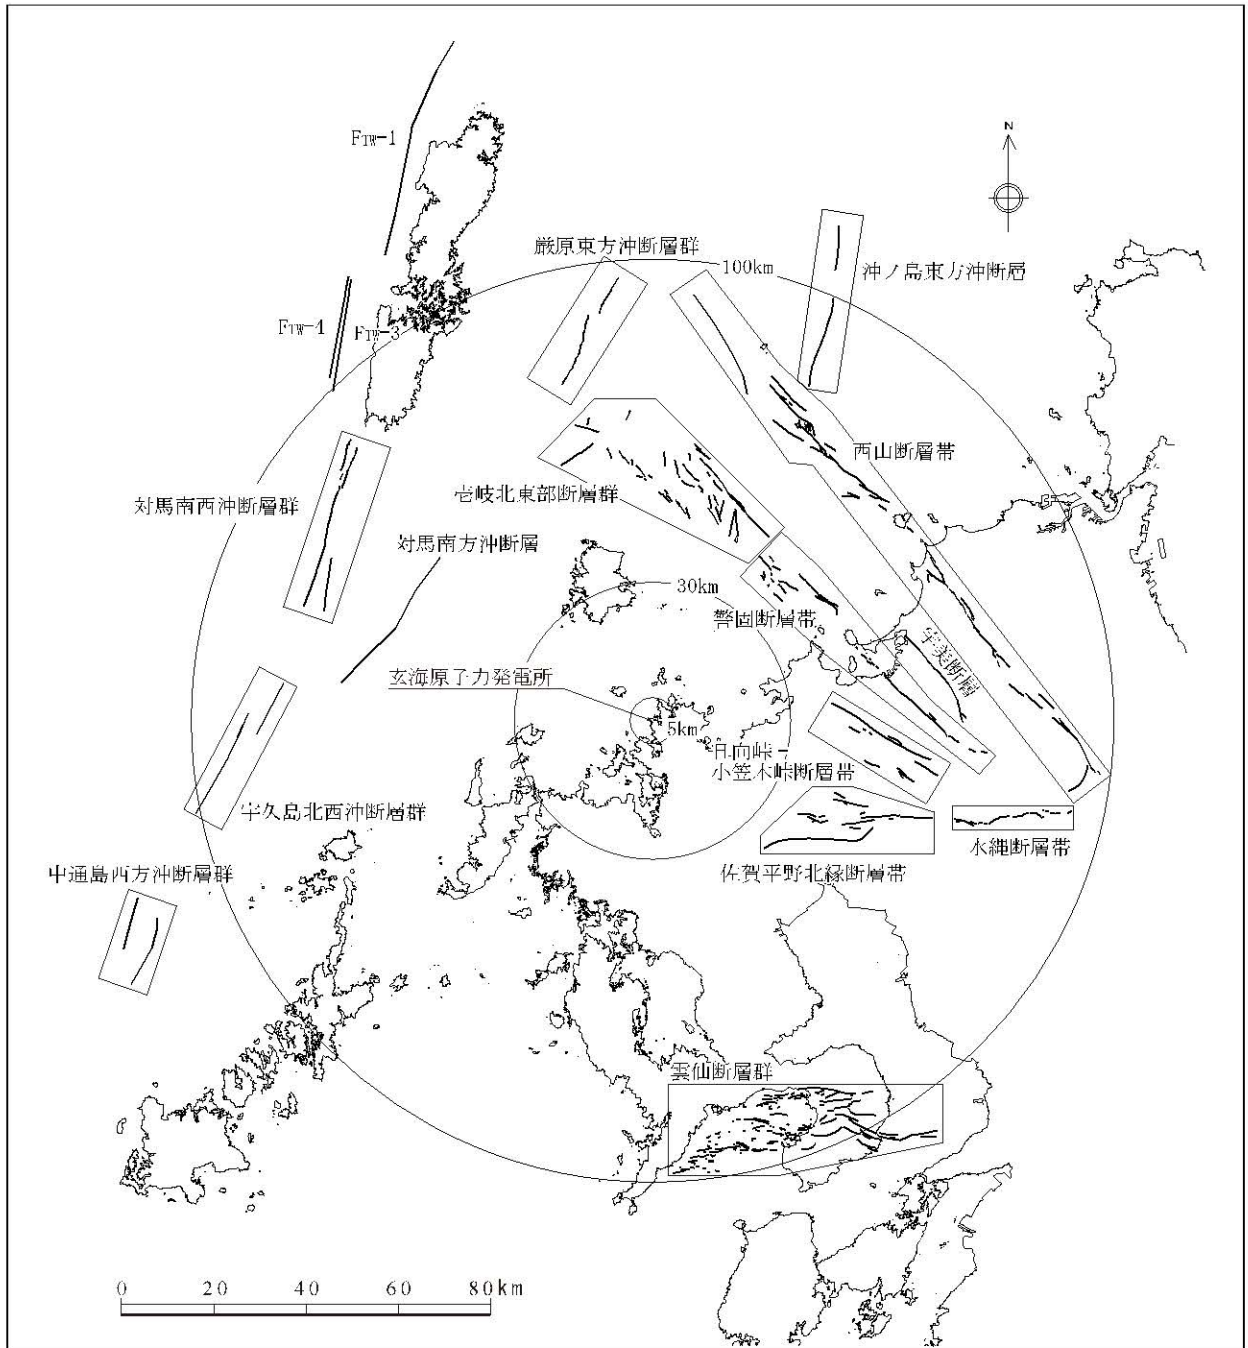 FTW-1
N
厳原東方沖断層群
100km
沖ノ島東方沖断層
FTW-4
FTW-3
西山断層帯
壱岐北東部断層群
対馬南西沖断層群
対馬南方沖断層
30km
警固断層帯
宇美断層
玄海原子力発電所
5km
日向峠-
小笠木峠断層帯
宇久島北西沖断層群
水縄断層帯
佐賀平野北縁断層帯
中通島西方沖断層群
雲仙断層群
0 20 40 60 80km